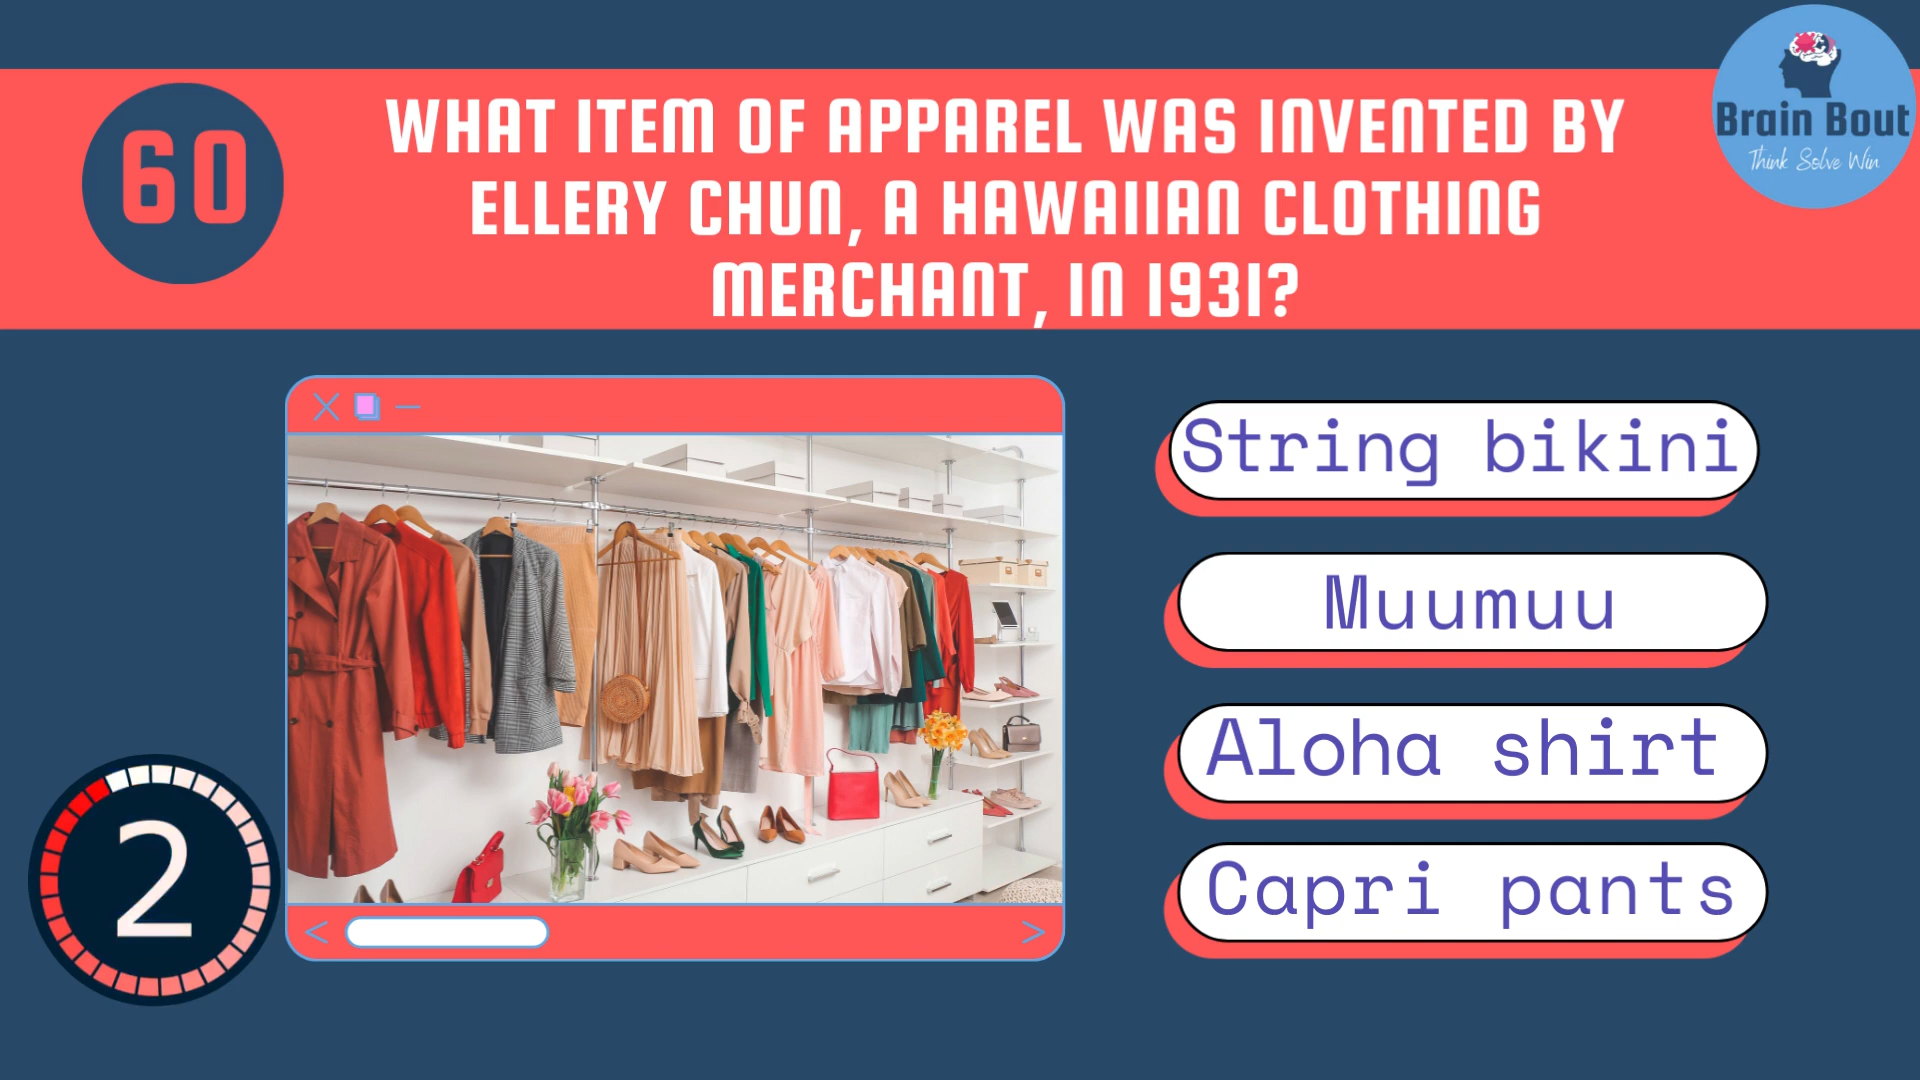 60
WHAT ITEM OF APPAREL WAS INVENTED BY
ELLERY CHUN, A HAWAIIAN CLOTHING
MERCHANT, IN 1931?
Brain Bout
Think Solve Win
String bikini
Muumuu
Aloha shirt
Capri pants
2